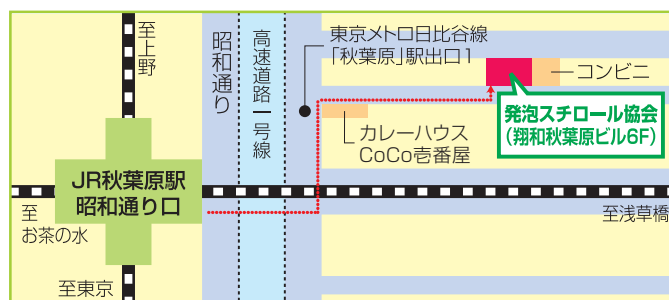 至上野
昭和通り
高速道路一号線
東京メトロ日比谷線
「秋葉原」駅出口1
コンビニ
発泡スチロール協会
(翔和秋葉原ビル6F)
カレーハウス
CoCo壱番屋
JR秋葉原駅
昭和通り口
至
お茶の水
至浅草橋
至東京